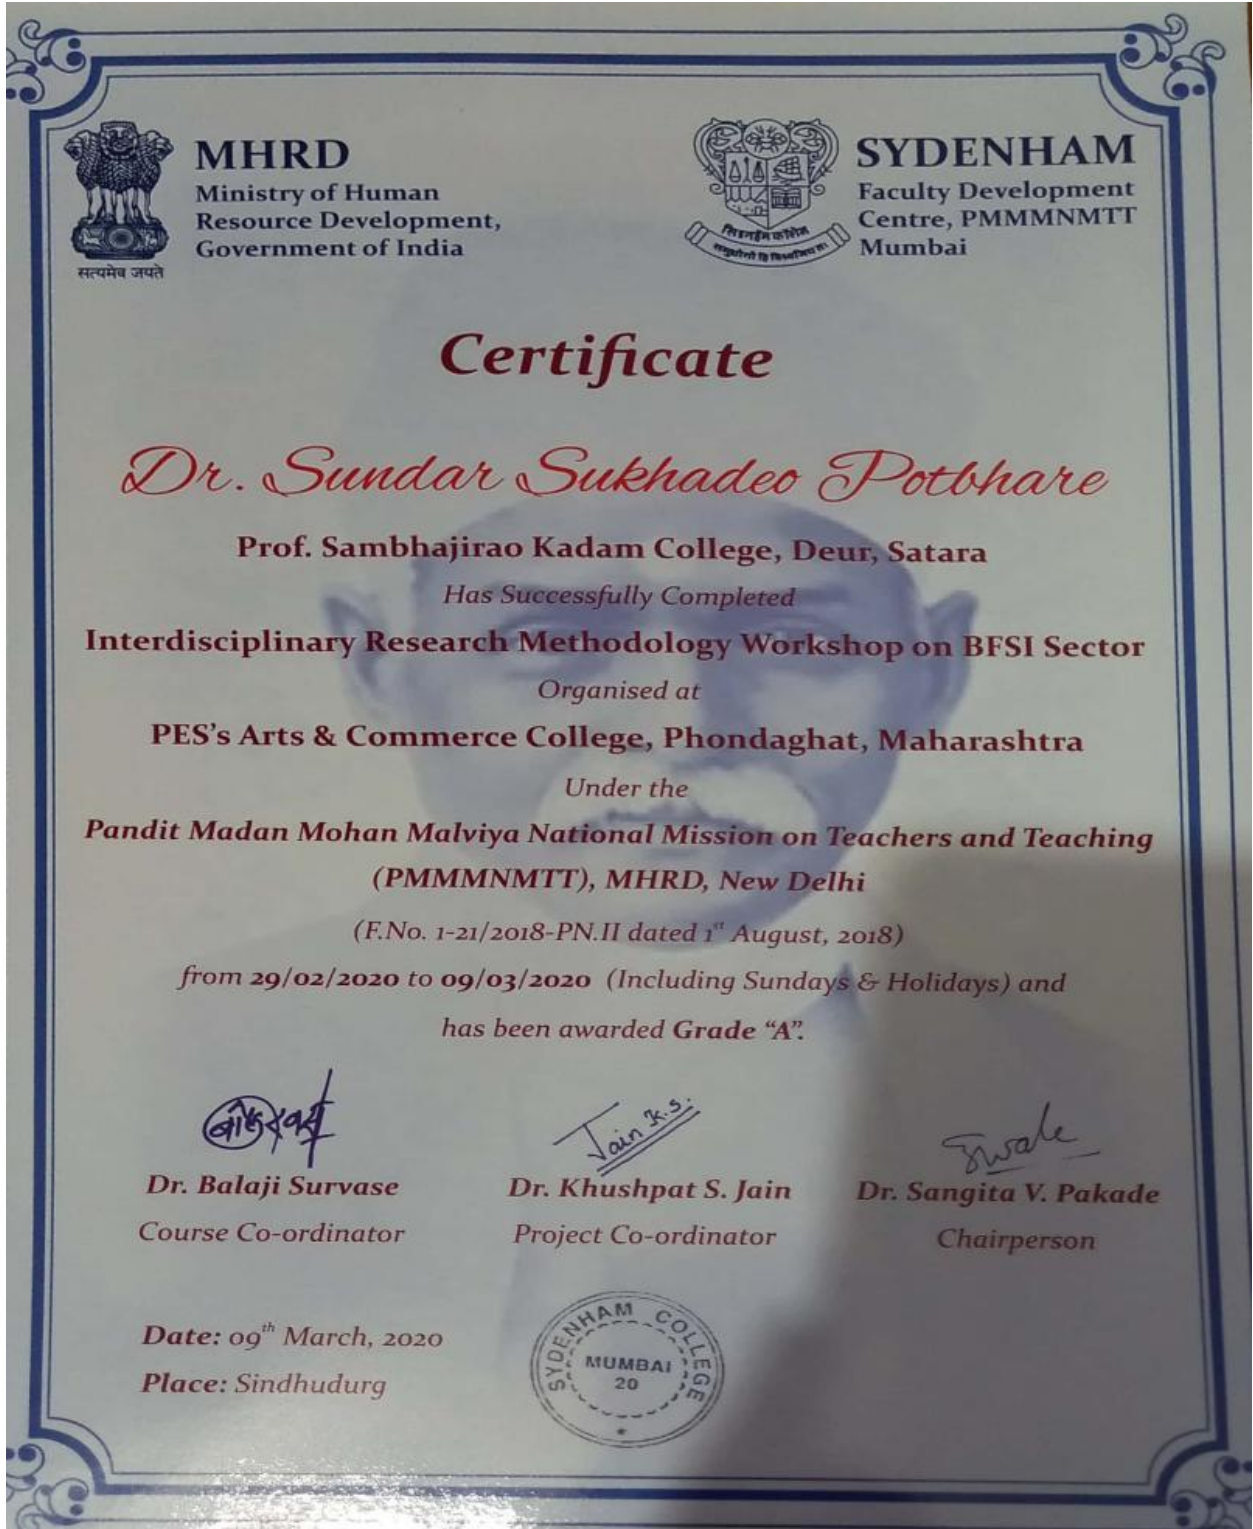 MHRD
Ministry of Human
Resource Development,
Government of India
सत्यमेव जयते
SYDENHAM
Faculty Development
Centre, PMMMNMTT
Mumbai
Certificate
Dr. Sundar Sukhadeo Potbhare
Prof. Sambhajirao Kadam College, Deur, Satara
Has Successfully Completed
Interdisciplinary Research Methodology Workshop on BFSI Sector
Organised at
PES's Arts & Commerce College, Phondaghat, Maharashtra
Under the
Pandit Madan Mohan Malviya National Mission on Teachers and Teaching
(PMMMNMTT), MHRD, New Delhi
(F.No. 1-21/2018-PN.II dated 1st August, 2018)
from 29/02/2020 to 09/03/2020 (Including Sundays & Holidays) and
has been awarded Grade “A”.
Jain K.S.
Dr. Balaji Survase
Dr. Khushpat S. Jain
Dr. Sangita V. Pakade
Course Co-ordinator
Project Co-ordinator
Chairperson
Date: 09th March, 2020
Place: Sindhudurg
SYDENHAM COLLEGE
MUMBAI
20